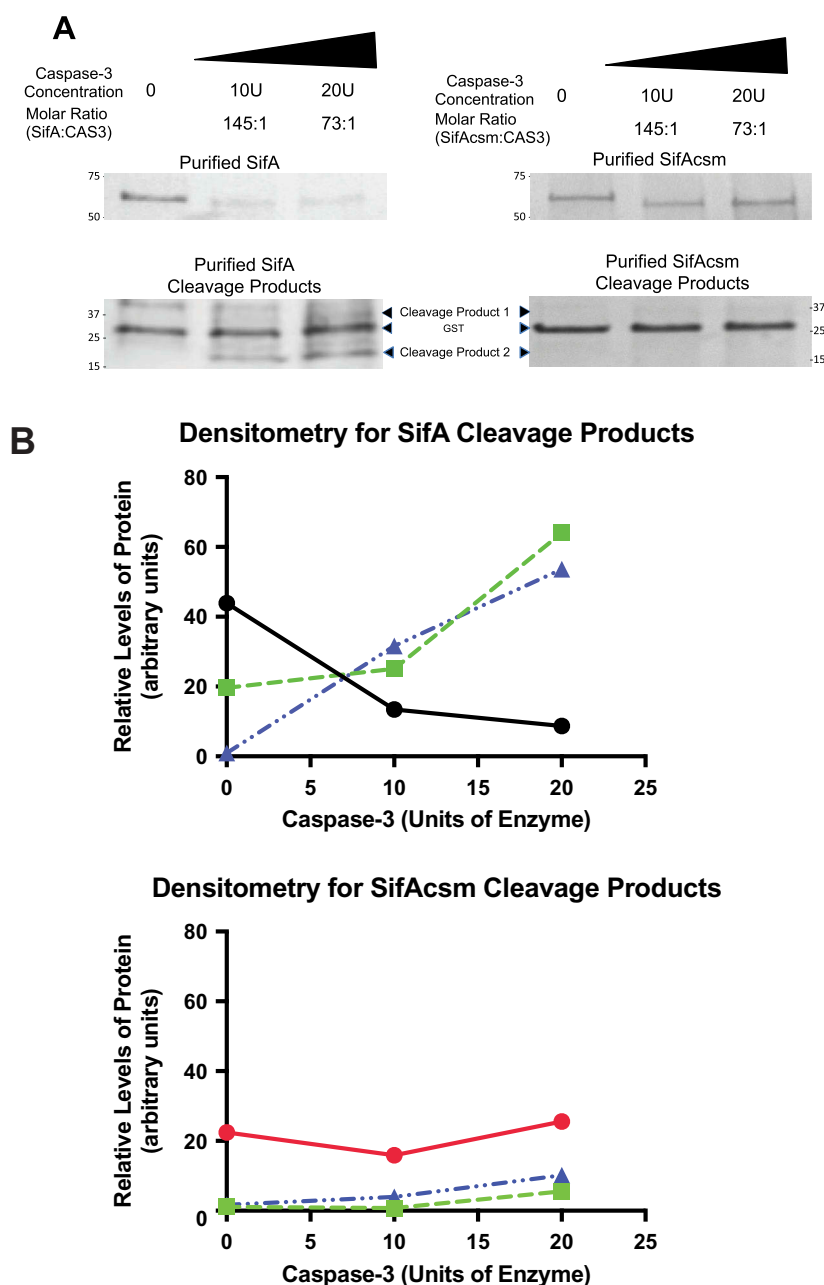 A
Caspase-3
Concentration
0
10U
20U
Molar Ratio
(SifA:CAS3)
145:1
73:1
Purified SifA
75
50
Purified SifA
Cleavage Products
37
25
15
Caspase-3
Concentration
0
10U
20U
Molar Ratio
(SifAcsm:CAS3)
145:1
73:1
Purified SifAcsm
75
50
Purified SifAcsm
Cleavage Products
Cleavage Product 1
GST
Cleavage Product 2
-37
-25
-15
B
Densitometry for SifA Cleavage Products
Relative Levels of Protein
(arbitrary units)
80
60
40
20
0
0 5 10 15 20 25
Caspase-3 (Units of Enzyme)
Densitometry for SifAcsm Cleavage Products
Relative Levels of Protein
(arbitrary units)
80
60
40
20
0
0 5 10 15 20 25
Caspase-3 (Units of Enzyme)